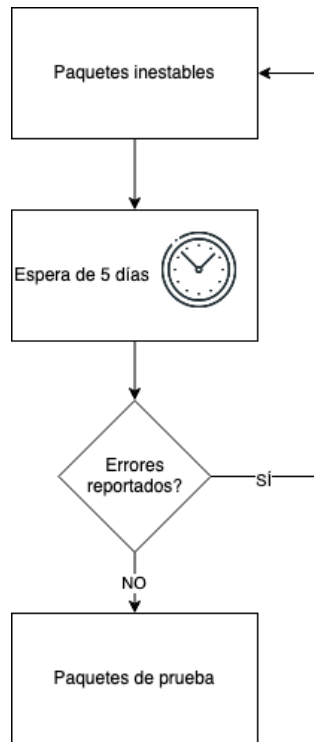 Paquetes inestables
Espera de 5 días
Errores
reportados?
SÍ
NO
Paquetes de prueba